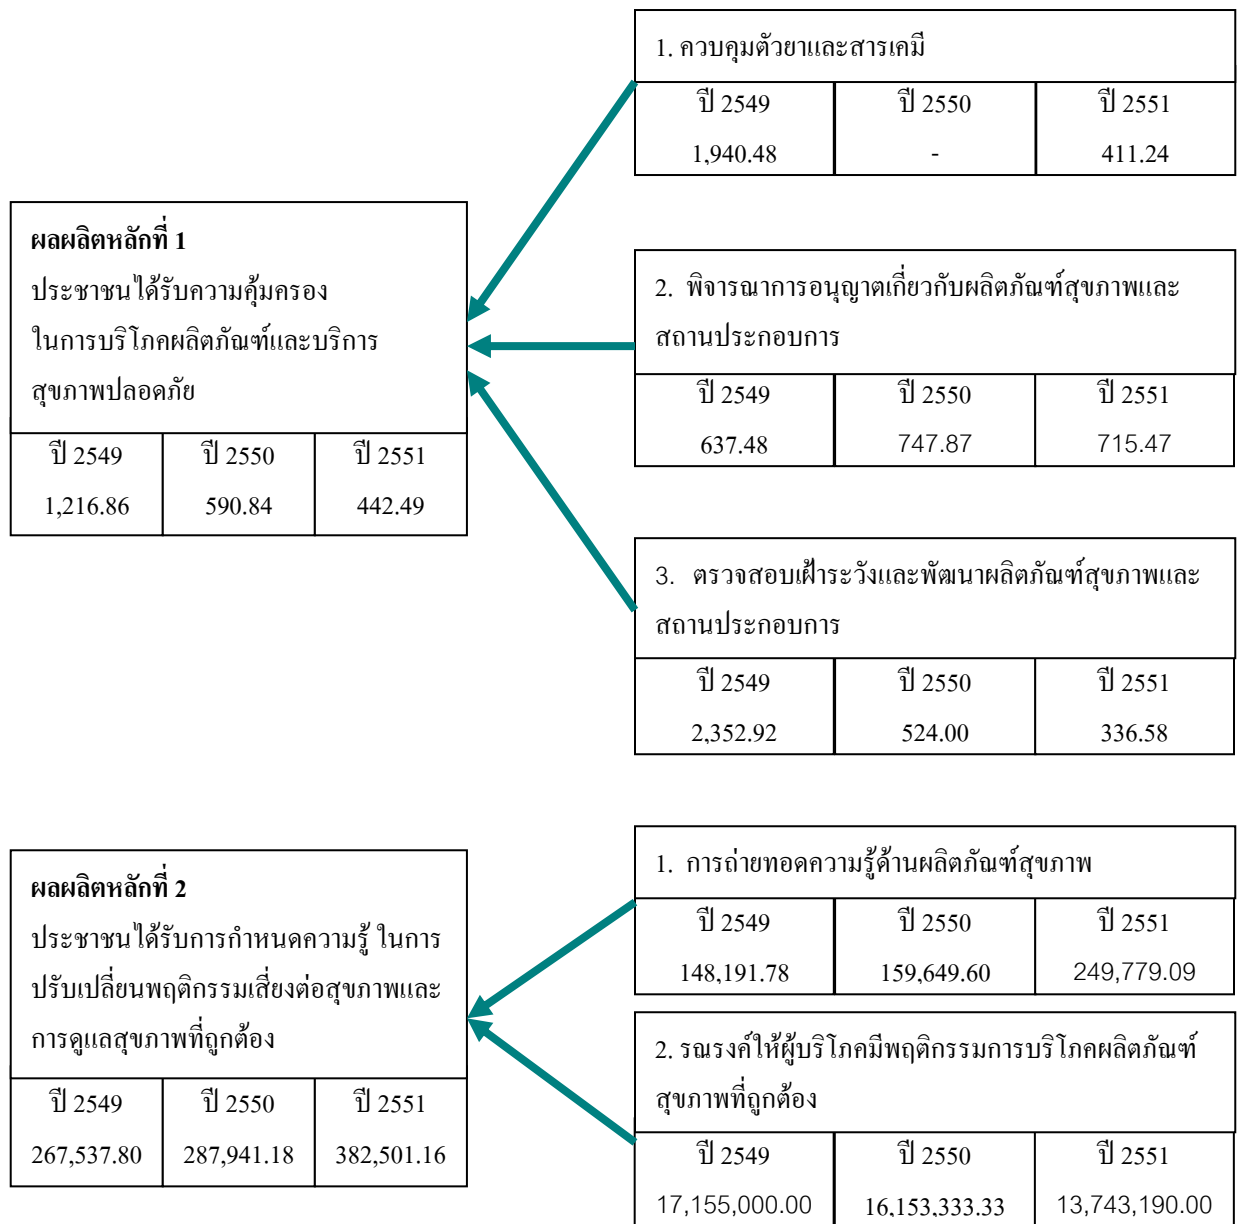 1. ควบคุมตัวยาและสารเคมี
ปี 2549 ปี 2550 ปี 2551
1,940.48 - 411.24
ผลผลิตหลักที่ 1
ประชาชนได้รับความคุ้มครอง
ในการบริโภคผลิตภัณฑ์และบริการ
สุขภาพปลอดภัย
ปี 2549 ปี 2550 ปี 2551
1,216.86 590.84 442.49
2. พิจารณาการอนุญาตเกี่ยวกับผลิตภัณฑ์สุขภาพและ
สถานประกอบการ
ปี 2549 ปี 2550 ปี 2551
637.48 747.87 715.47
3. ตรวจสอบเฝ้าระวังและพัฒนาผลิตภัณฑ์สุขภาพและ
สถานประกอบการ
ปี 2549 ปี 2550 ปี 2551
2,352.92 524.00 336.58
ผลผลิตหลักที่ 2
ประชาชนได้รับการกำหนดความรู้ ในการ
ปรับเปลี่ยนพฤติกรรมเสี่ยงต่อสุขภาพและ
การดูแลสุขภาพที่ถูกต้อง
ปี 2549 ปี 2550 ปี 2551
267,537.80 287,941.18 382,501.16
1. การถ่ายทอดความรู้ด้านผลิตภัณฑ์สุขภาพ
ปี 2549 ปี 2550 ปี 2551
148,191.78 159,649.60 249,779.09
2. รณรงค์ให้ผู้บริโภคมีพฤติกรรมการบริโภคผลิตภัณฑ์
สุขภาพที่ถูกต้อง
ปี 2549 ปี 2550 ปี 2551
17,155,000.00 16,153,333.33 13,743,190.00